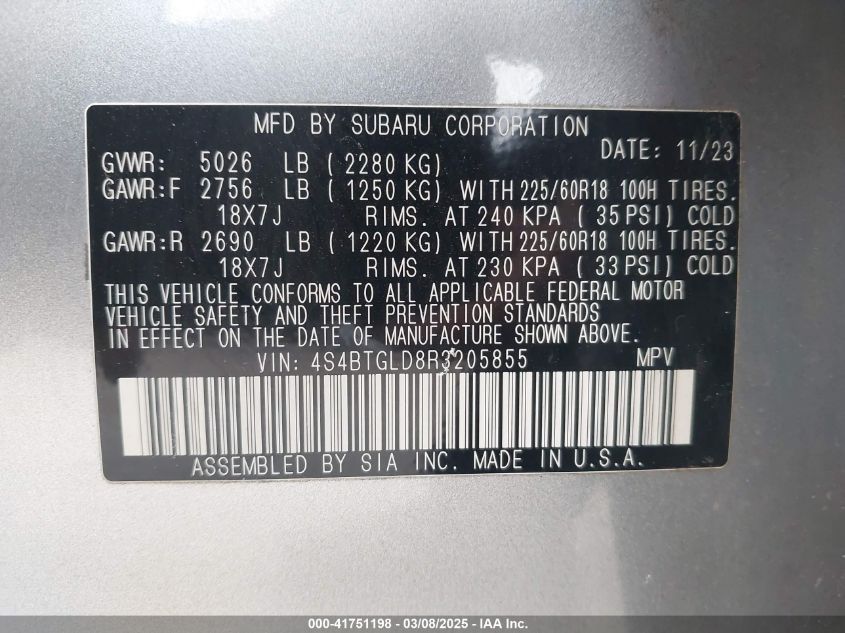 MFD BY SUBARU CORPORATION
DATE: 11/23
GVWR: 5026 LB ( 2280 KG)
GAWR:F 2756 LB ( 1250 KG) WITH 225/60R18 100H TIRES.
18X7J RIMS. AT 240 KPA ( 35 PSI) COLD
GAWR:R 2690 LB ( 1220 KG) WITH 225/60R18 100H TIRES.
18X7J RIMS. AT 230 KPA ( 33 PSI) COLD
THIS VEHICLE CONFORMS TO ALL APPLICABLE FEDERAL MOTOR
VEHICLE SAFETY AND THEFT PREVENTION STANDARDS
IN EFFECT ON THE DATE OF MANUFACTURE SHOWN ABOVE.
VIN: 4S4BTGLD8R3205855 MPV
ASSEMBLED BY SIA INC. MADE IN U.S.A.
000-41751198 - 03/08/2025 - IAA Inc.